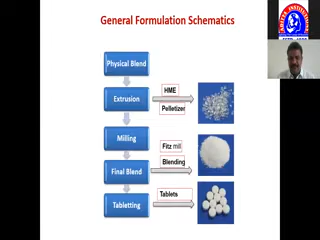 General Formulation Schematics
Physical Blend
Extrusion
HME
Pelletizer
Milling
Fitz mill
Blending
Final Blend
Tablets
Tabletting